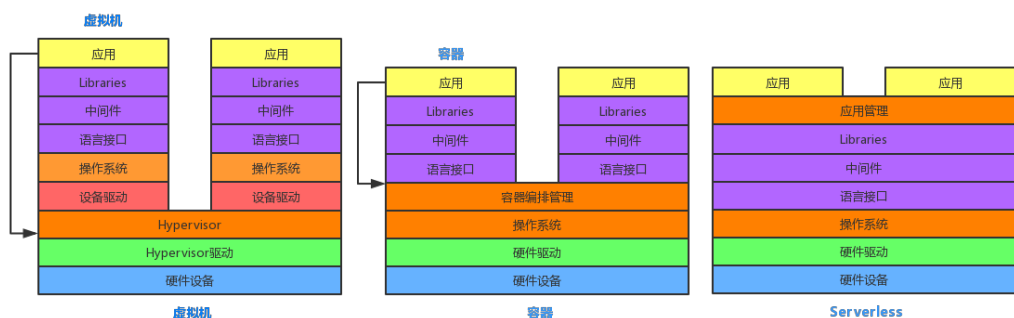 虚拟机
应用
应用
Libraries
Libraries
中间件
中间件
语言接口
语言接口
操作系统
操作系统
设备驱动
设备驱动
Hypervisor
Hypervisor驱动
硬件设备
虚拟机
容器
应用
应用
Libraries
Libraries
中间件
中间件
语言接口
语言接口
容器编排管理
操作系统
硬件驱动
硬件设备
容器
应用
应用
应用管理
Libraries
中间件
语言接口
操作系统
硬件驱动
硬件设备
Serverless